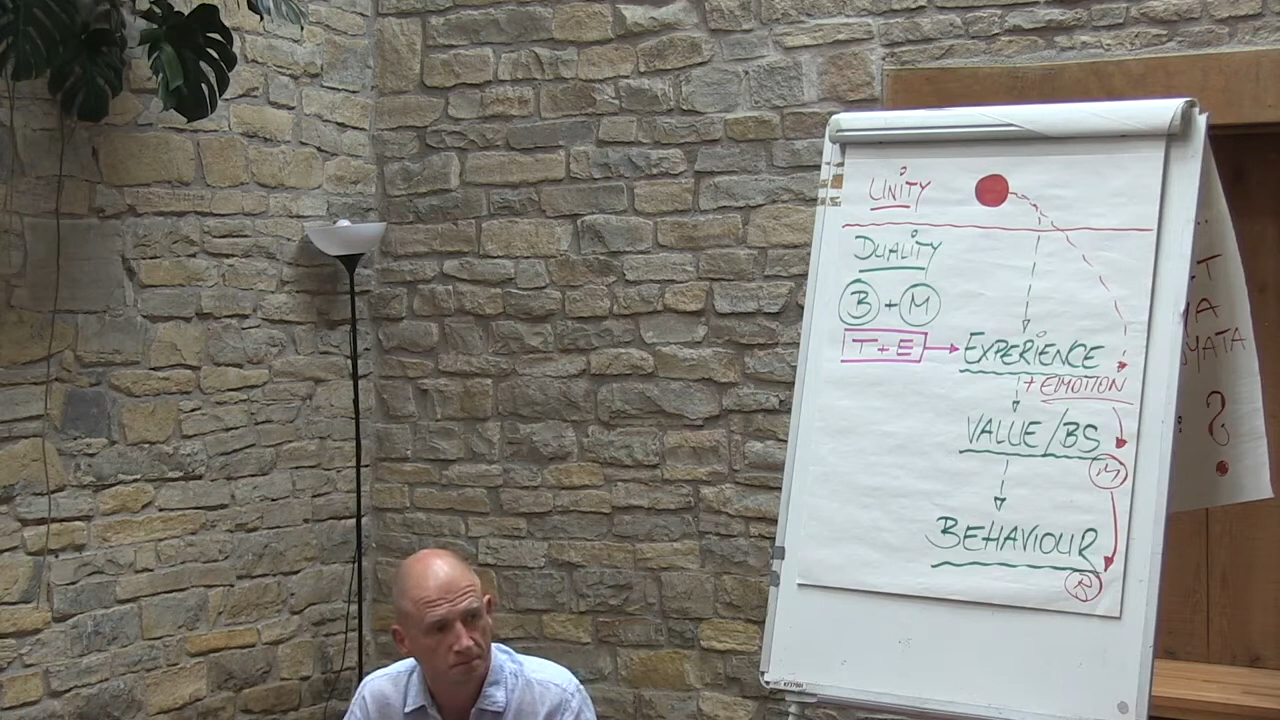 UNITY
DUALITY
B + M
T + E → EXPERIENCE
+ EMOTION
VALUE/BS
M
BEHAVIOUR
R
?